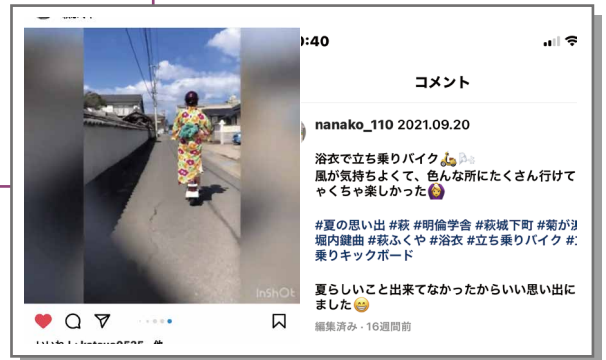 InShOt
:40
コメント
nanako_110 2021.09.20
浴衣で立ち乗りバイク
風が気持ちよくて、色んな所にたくさん行けて
ゃくちゃ楽しかった
#夏の思い出 #萩 #明倫学舎 #萩城下町 #菊が浜
堀内鍵曲 #萩ふくや #浴衣 #立ち乗りバイク #立
乗りキックボード
夏らしいこと出来てなかったからいい思い出に
ました
編集済み・16週間前